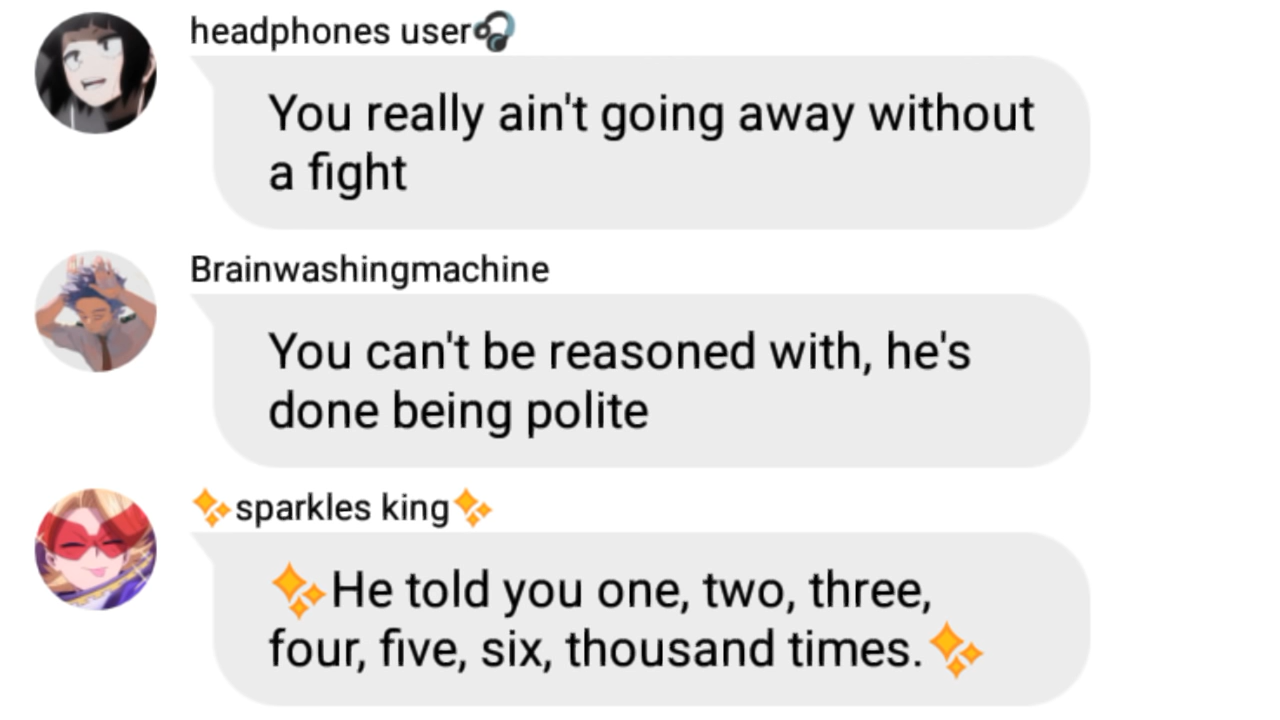 headphones user🎧
You really ain't going away without
a fight
Brainwashingmachine
You can't be reasoned with, he's
done being polite
✨sparkles king✨
✨He told you one, two, three,
four, five, six, thousand times.✨